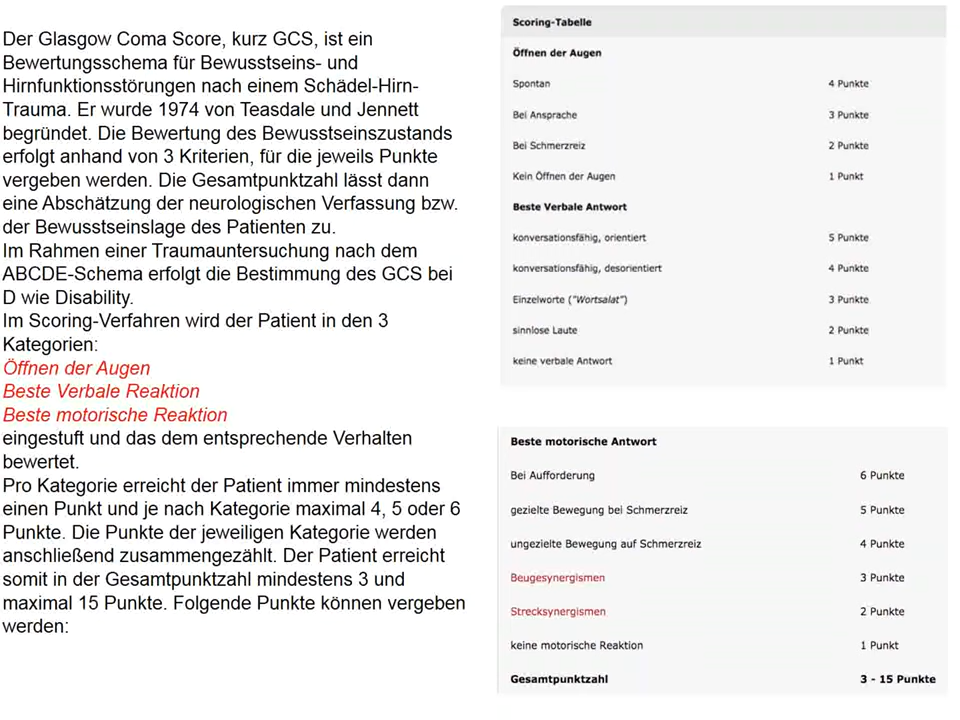 Der Glasgow Coma Score, kurz GCS, ist ein
Bewertungsschema für Bewusstseins- und
Hirnfunktionsstörungen nach einem Schädel-Hirn-
Trauma. Er wurde 1974 von Teasdale und Jennett
begründet. Die Bewertung des Bewusstseinszustands
erfolgt anhand von 3 Kriterien, für die jeweils Punkte
vergeben werden. Die Gesamtpunktzahl lässt dann
eine Abschätzung der neurologischen Verfassung bzw.
der Bewusstseinslage des Patienten zu.
Im Rahmen einer Traumauntersuchung nach dem
ABCDE-Schema erfolgt die Bestimmung des GCS bei
D wie Disability.
Im Scoring-Verfahren wird der Patient in den 3
Kategorien:
Öffnen der Augen
Beste Verbale Reaktion
Beste motorische Reaktion
eingestuft und das dem entsprechende Verhalten
bewertet.
Pro Kategorie erreicht der Patient immer mindestens
einen Punkt und je nach Kategorie maximal 4, 5 oder 6
Punkte. Die Punkte der jeweiligen Kategorie werden
anschließend zusammengezählt. Der Patient erreicht
somit in der Gesamtpunktzahl mindestens 3 und
maximal 15 Punkte. Folgende Punkte können vergeben
werden:
Scoring-Tabelle
Öffnen der Augen
Spontan 4 Punkte
Bei Ansprache 3 Punkte
Bei Schmerzreiz 2 Punkte
Kein Öffnen der Augen 1 Punkt
Beste Verbale Antwort
konversationsfähig, orientiert 5 Punkte
konversationsfähig, desorientiert 4 Punkte
Einzelworte ("Wortsalat") 3 Punkte
sinnlose Laute 2 Punkte
keine verbale Antwort 1 Punkt
Beste motorische Antwort
Bei Aufforderung 6 Punkte
gezielte Bewegung bei Schmerzreiz 5 Punkte
ungezielte Bewegung auf Schmerzreiz 4 Punkte
Beugesynergismen 3 Punkte
Strecksynergismen 2 Punkte
keine motorische Reaktion 1 Punkt
Gesamtpunktzahl 3 - 15 Punkte